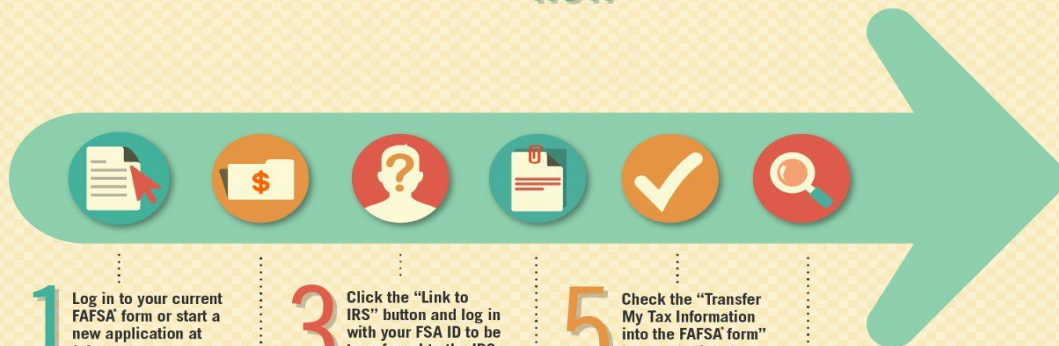 $
?
1
Log in to your current
FAFSA® form or start a
new application at
3
Click the “Link to
IRS” button and log in
with your FSA ID to be
5
Check the “Transfer
My Tax Information
into the FAFSA® form”